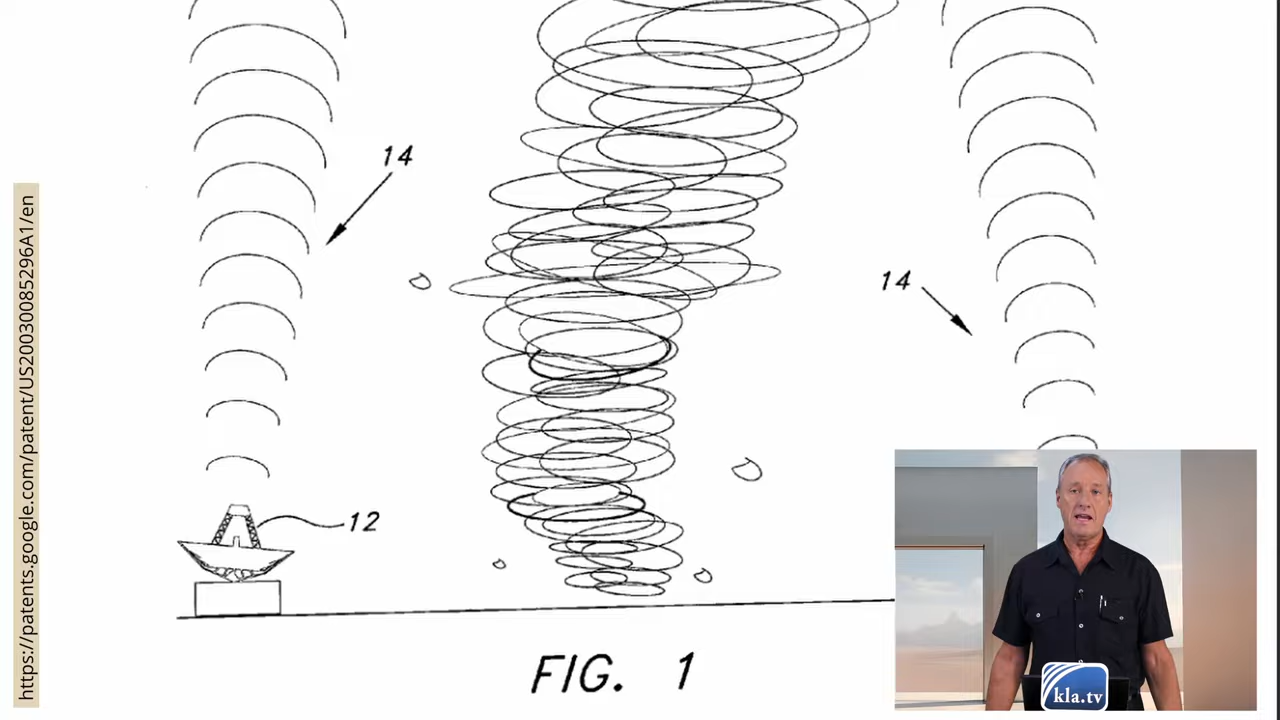 https://patents.google.com/patent/US20030085296A1/en
14
14
12
FIG. 1
kla.tv